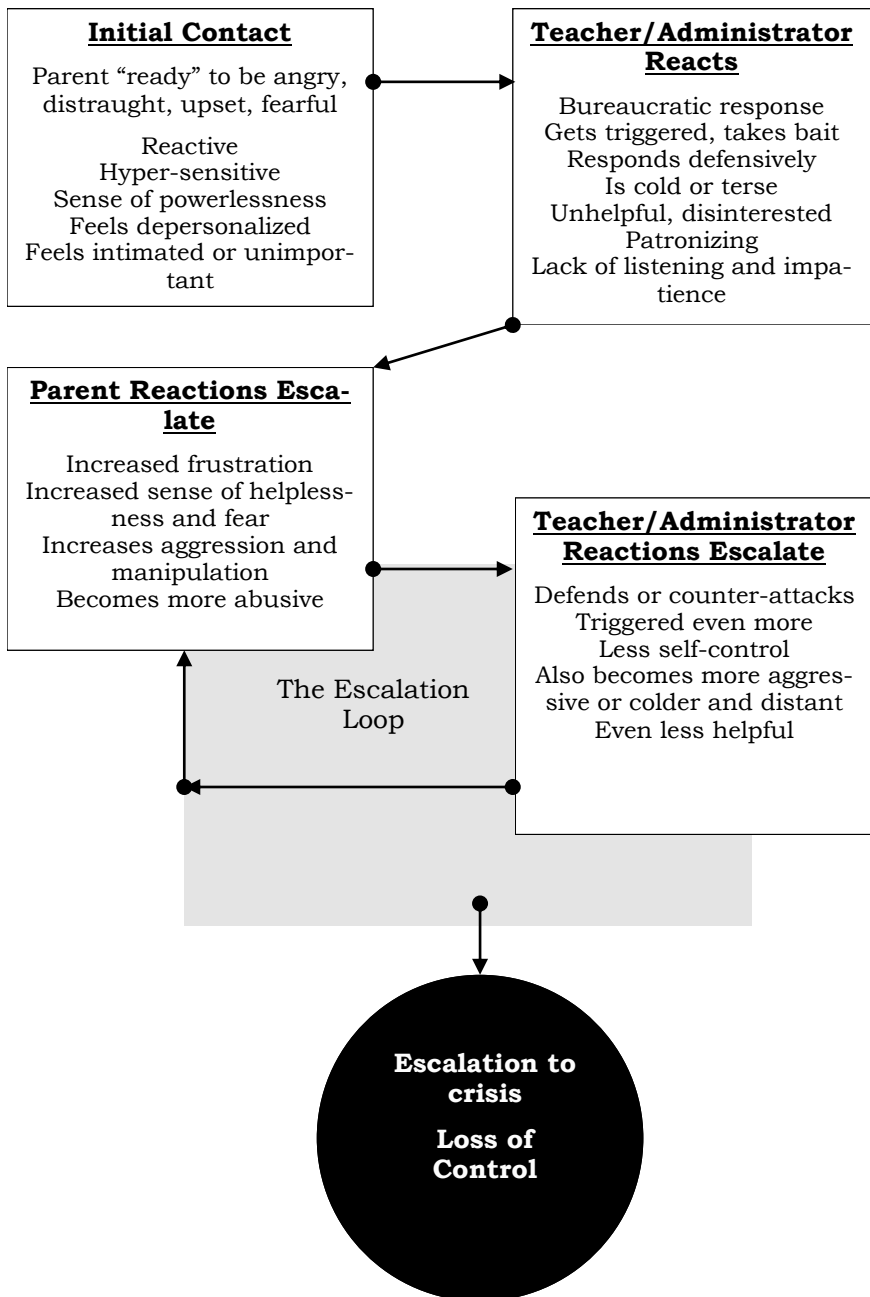 Initial Contact
Parent “ready” to be angry,
distraught, upset, fearful
Reactive
Hyper-sensitive
Sense of powerlessness
Feels depersonalized
Feels intimated or unimpor-
tant
Teacher/Administrator
Reacts
Bureaucratic response
Gets triggered, takes bait
Responds defensively
Is cold or terse
Unhelpful, disinterested
Patronizing
Lack of listening and impa-
tience
Parent Reactions Esca-
late
Increased frustration
Increased sense of helpless-
ness and fear
Increases aggression and
manipulation
Becomes more abusive
Teacher/Administrator
Reactions Escalate
Defends or counter-attacks
Triggered even more
Less self-control
Also becomes more aggres-
sive or colder and distant
Even less helpful
The Escalation
Loop
Escalation to
crisis
Loss of
Control